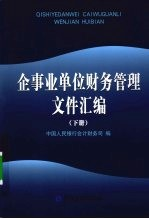 QISHIYEDANWEI CAIWUGUANLI
WENJIAN HUIBIAN
企事业单位财务管理
文件汇编
(下册)
中国人民银行会计财务司 编